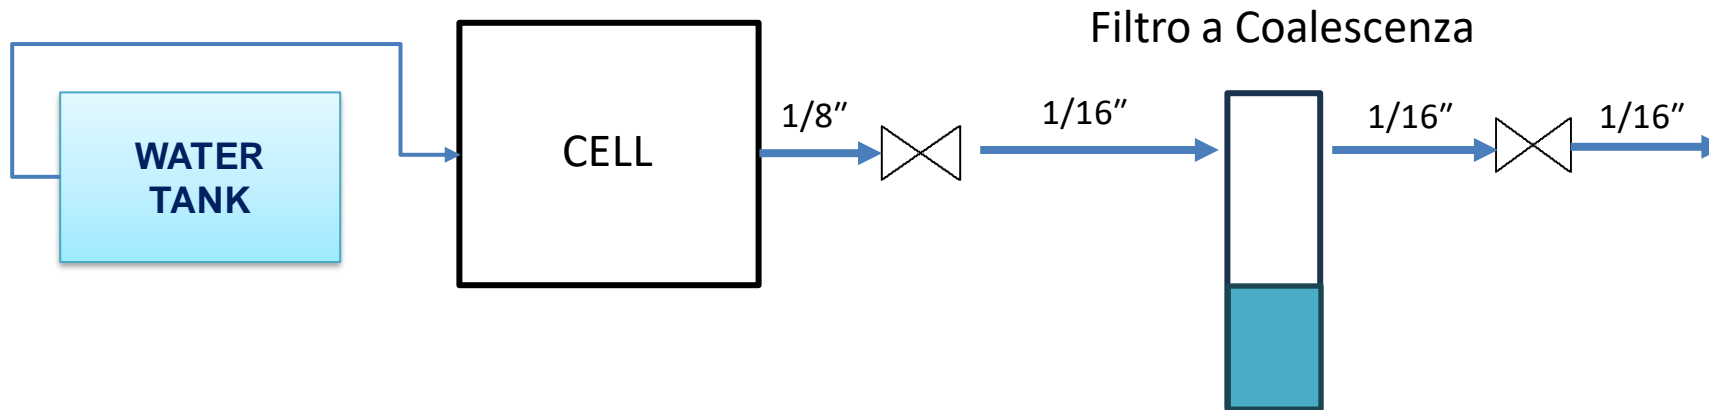 Filtro a Coalescenza
WATER
TANK
CELL
1/8″
1/16″
1/16″
1/16″